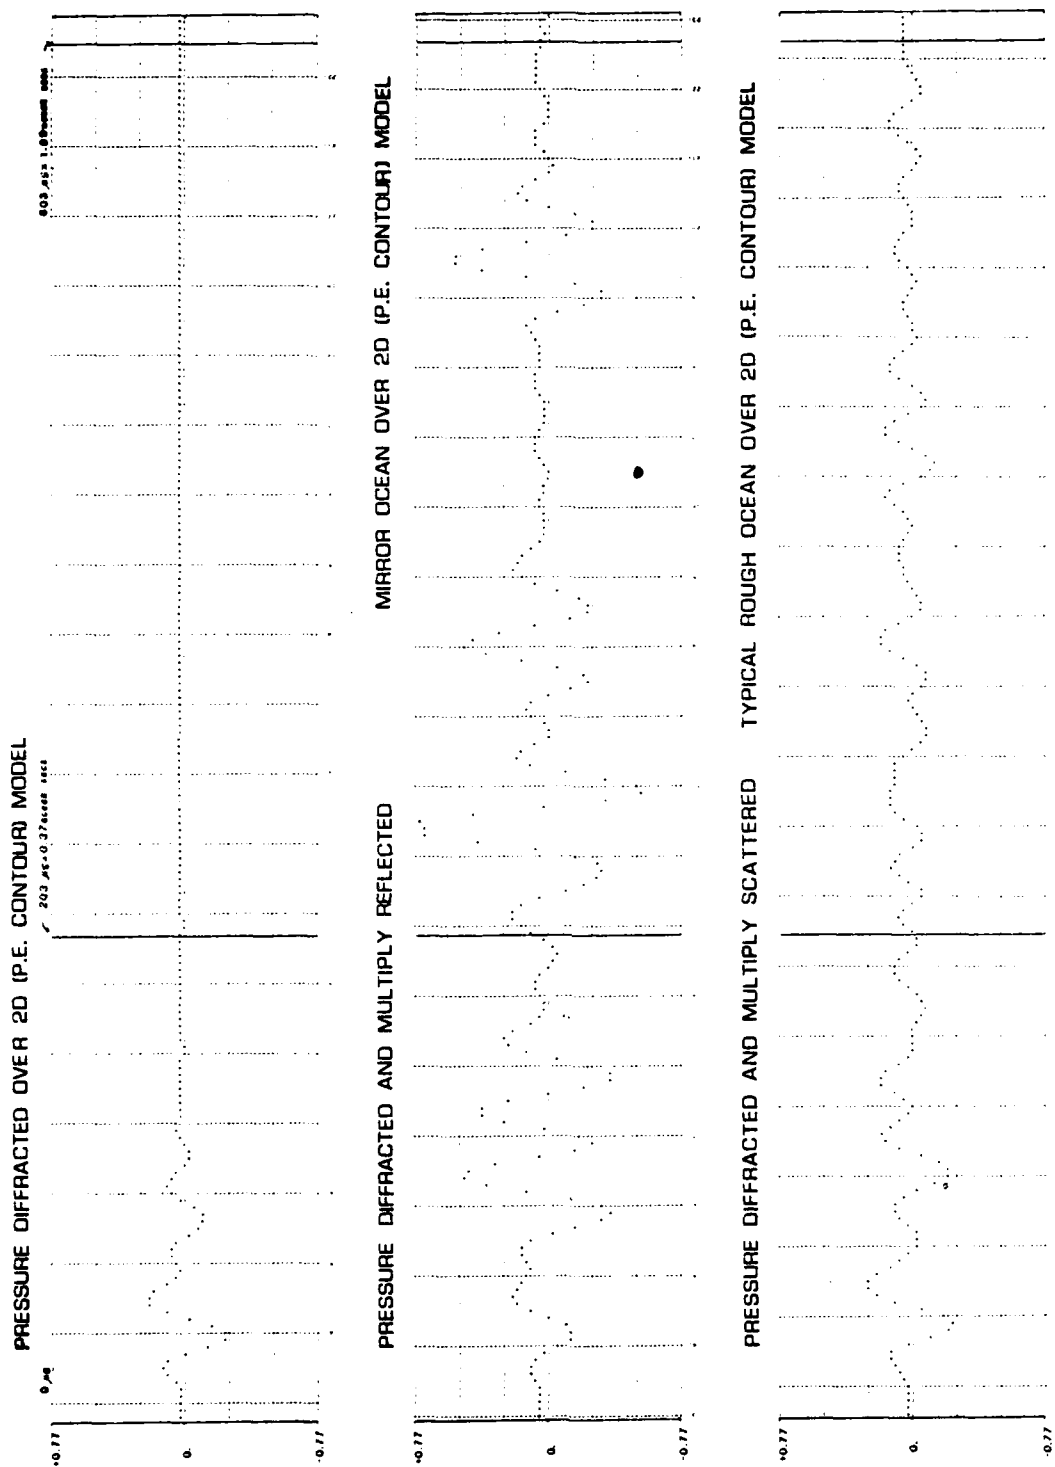 PRESSURE DIFFRACTED OVER 2D (P.E. CONTOUR) MODEL
+0.77
0.
-0.77
0 μs
PRESSURE DIFFRACTED AND MULTIPLY REFLECTED MIRROR OCEAN OVER 2D (P.E. CONTOUR) MODEL
+0.77
0.
-0.77
PRESSURE DIFFRACTED AND MULTIPLY SCATTERED TYPICAL ROUGH OCEAN OVER 2D (P.E. CONTOUR) MODEL
+0.77
0.
-0.77